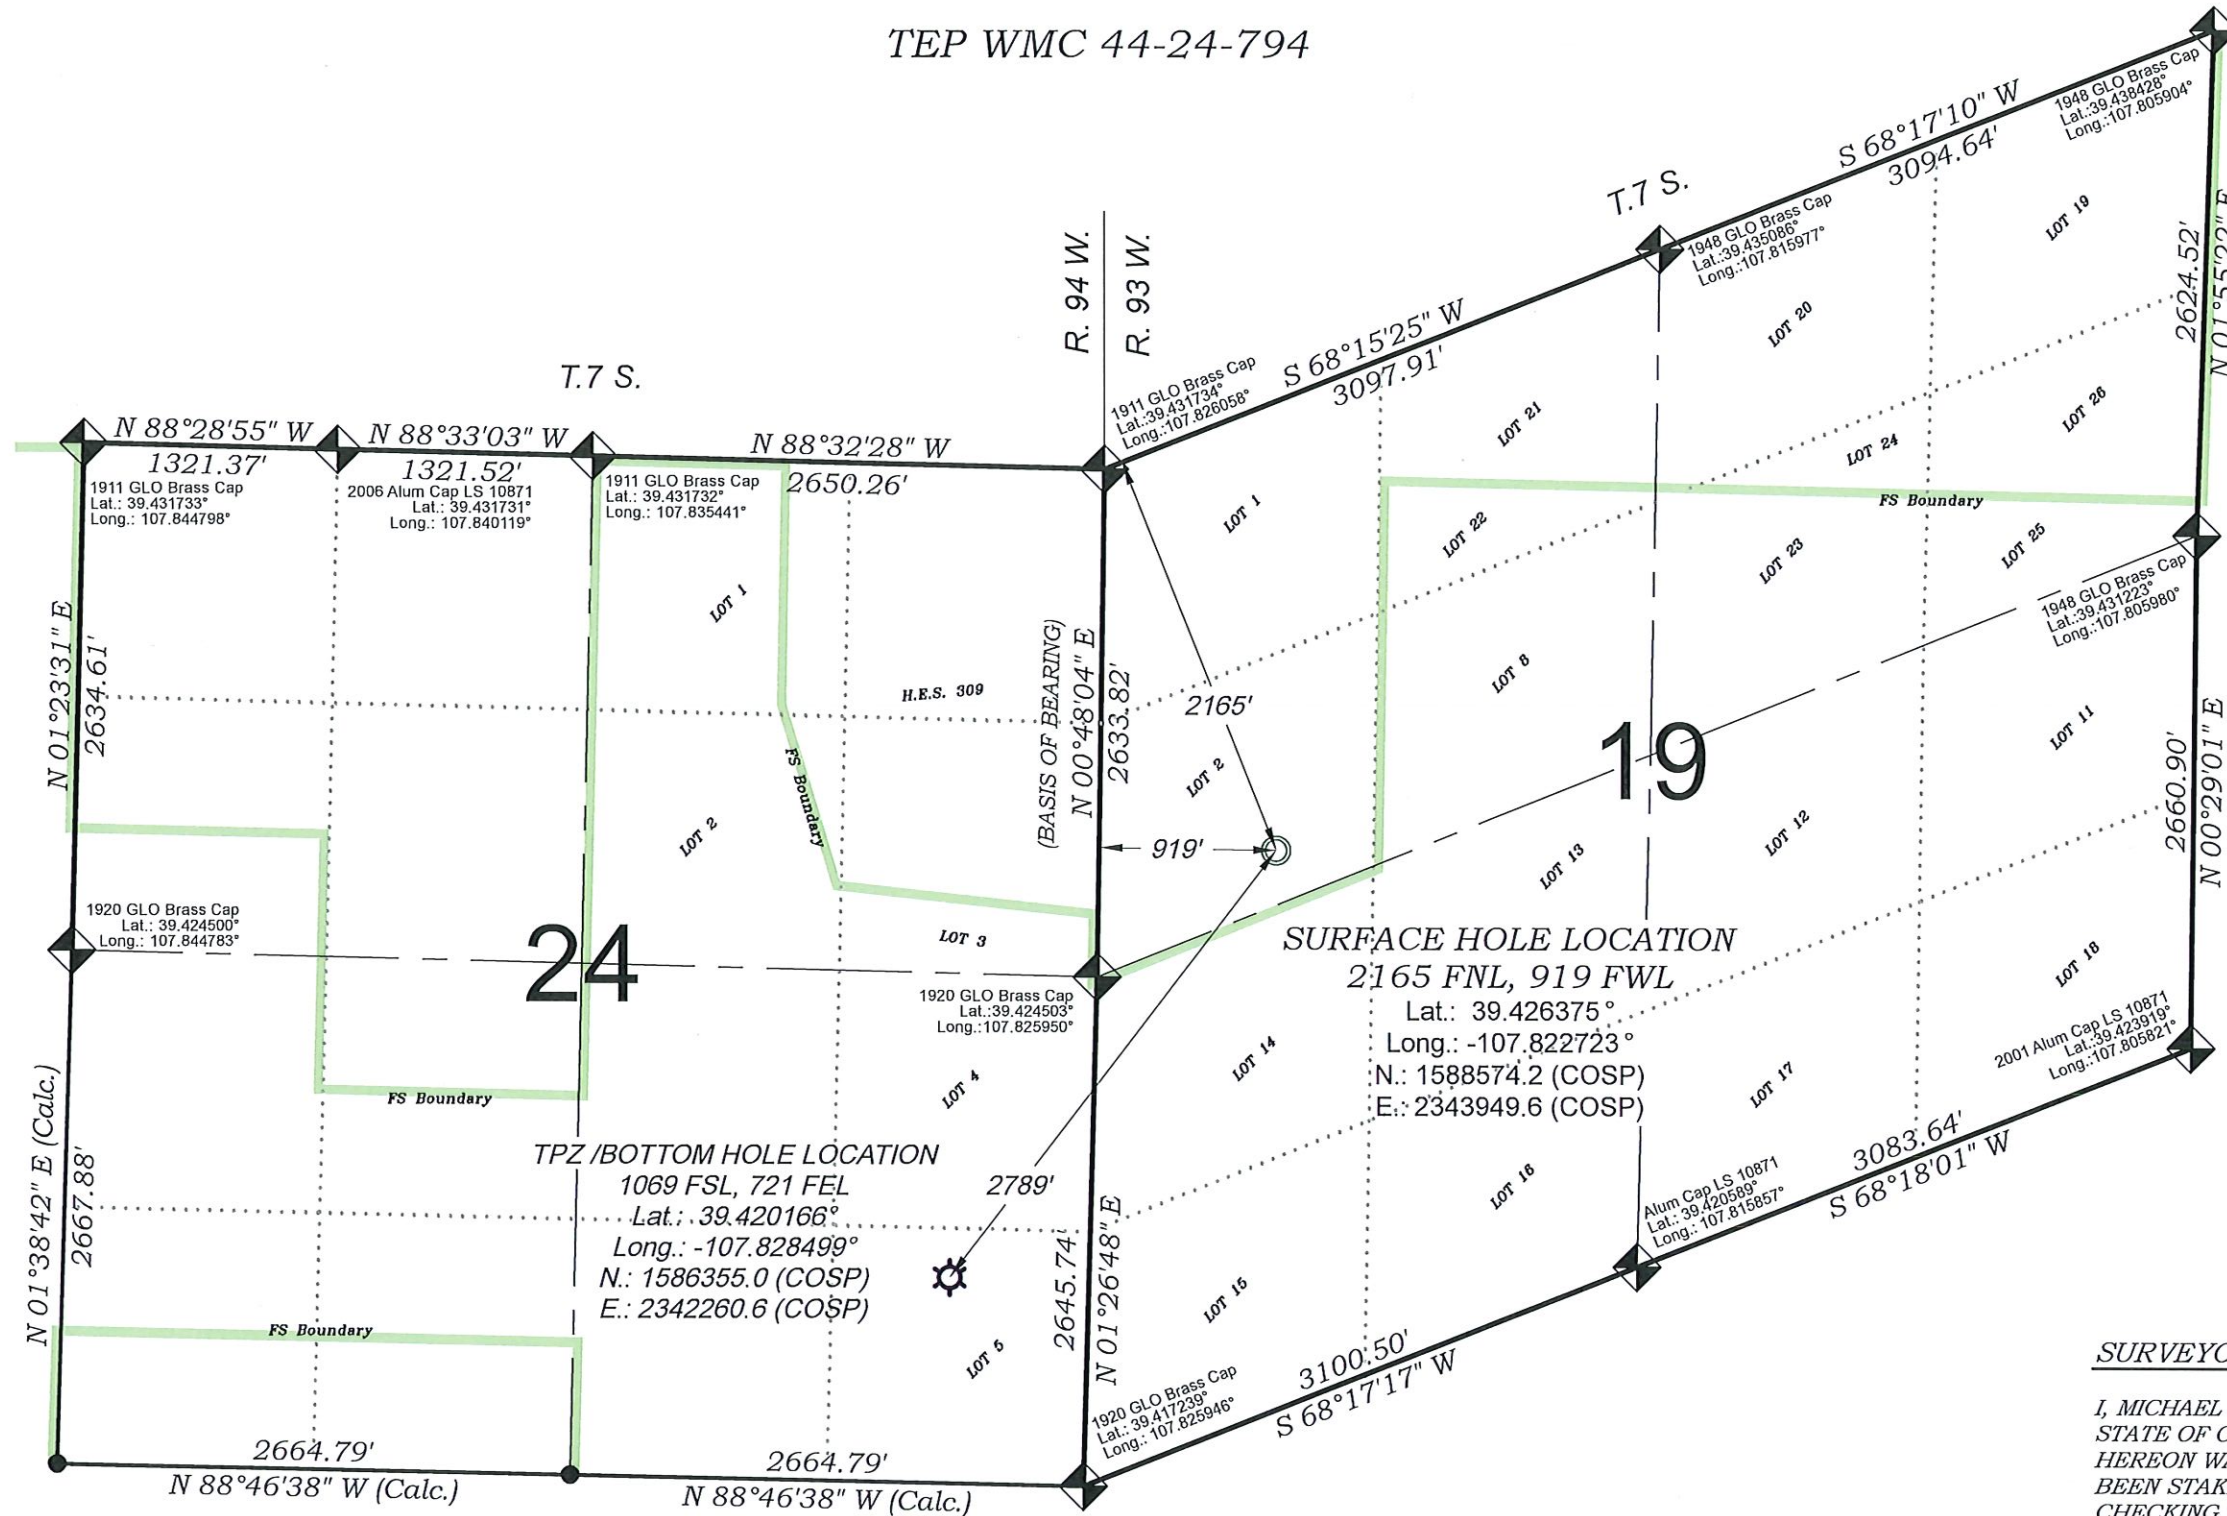 TEP WMC 44-24-794
T.7 S.
T.7 S.
R. 94 W.
R. 93 W.
N 88°28'55" W
1321.37'
N 88°33'03" W
1321.52'
N 88°32'28" W
2650.26'
S 68°15'25" W
3097.91'
S 68°17'10" W
3094.64'
1911 GLO Brass Cap
Lat.: 39.431733°
Long.: 107.844798°
2006 Alum Cap LS 10871
Lat.: 39.431731°
Long.: 107.840119°
1911 GLO Brass Cap
Lat.: 39.431732°
Long.: 107.835441°
1911 GLO Brass Cap
Lat.:39.431734°
Long.:107.826058°
1948 GLO Brass Cap
Lat.:39.435086°
Long.:107.815977°
1948 GLO Brass Cap
Lat.:39.438428°
Long.:107.805904°
2624.52'
N 01°23'31" E
2634.61'
LOT 1
LOT 2
H.E.S. 309
FS Boundary
LOT 3
24
1920 GLO Brass Cap
Lat.: 39.424500°
Long.: 107.844783°
1920 GLO Brass Cap
Lat.:39.424503°
Long.:107.825950°
(BASIS OF BEARING)
N 00°48'04" E
2633.82'
LOT 1
LOT 21
LOT 20
LOT 19
LOT 22
LOT 24
LOT 26
FS Boundary
LOT 23
LOT 25
LOT 2
LOT 8
2165'
919'
19
LOT 13
LOT 12
LOT 11
1948 GLO Brass Cap
Lat.:39.431223°
Long.:107.805980°
2660.90'
N 00°29'01" E
SURFACE HOLE LOCATION
2165 FNL, 919 FWL
Lat.: 39.426375°
Long.: -107.822723°
N.: 1588574.2 (COSP)
E.: 2343949.6 (COSP)
LOT 14
LOT 15
LOT 16
LOT 17
LOT 18
2001 Alum Cap LS 10871
Lat.:39.423919°
Long.:107.805821°
3083.64'
S 68°18'01" W
Alum Cap LS 10871
Lat.: 39.420589°
Long.: 107.815857°
3100.50'
S 68°17'17" W
1920 GLO Brass Cap
Lat.: 39.417239°
Long.: 107.825946°
N 01°38'42" E (Calc.)
2667.88'
FS Boundary
LOT 4
TPZ /BOTTOM HOLE LOCATION
1069 FSL, 721 FEL
Lat.: 39.420166°
Long.: -107.828499°
N.: 1586355.0 (COSP)
E.: 2342260.6 (COSP)
2789'
LOT 5
2645.74'
N 01°26'48" E
FS Boundary
2664.79'
N 88°46'38" W (Calc.)
2664.79'
N 88°46'38" W (Calc.)
I, MICHAEL
STATE OF
HEREON
BEEN
CHECKING